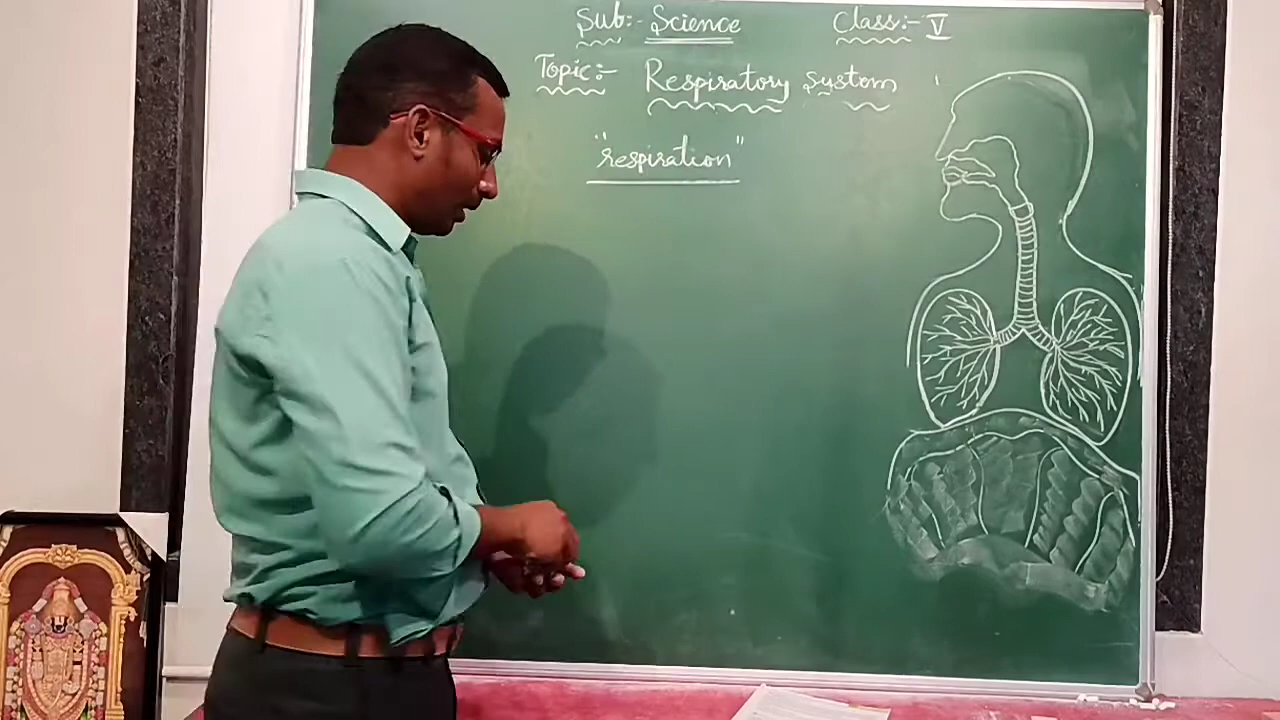 Sub:- Science Class:- V
Topic:- Respiratory system
"respiration"